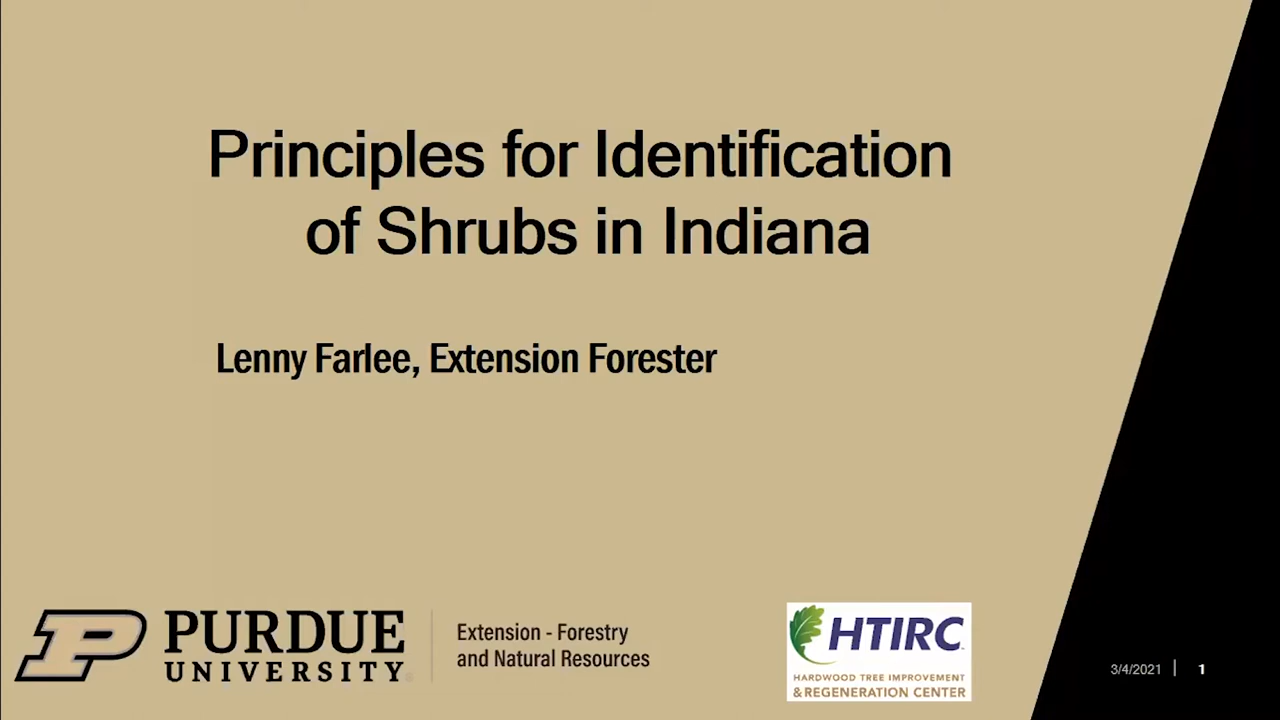 Principles for Identification
of Shrubs in Indiana
Lenny Farlee, Extension Forester
PURDUE
UNIVERSITY
Extension - Forestry
and Natural Resources
HTIRC
HARDWOOD TREE IMPROVEMENT
& REGENERATION CENTER
3/4/2021 | 1